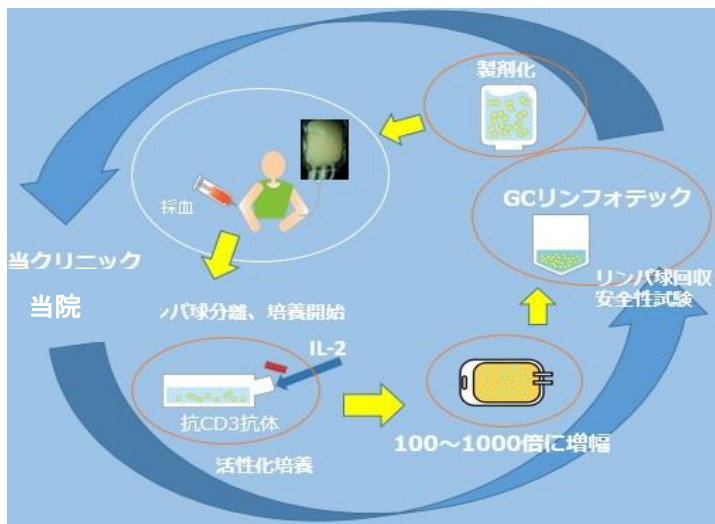 製剤化
採血
GCリンフォテック
当クリニック
当院
リンパ球回収
安全性試験
ンパ球分離、培養開始
IL-2
抗CD3抗体
活性化培養
100～1000倍に増幅